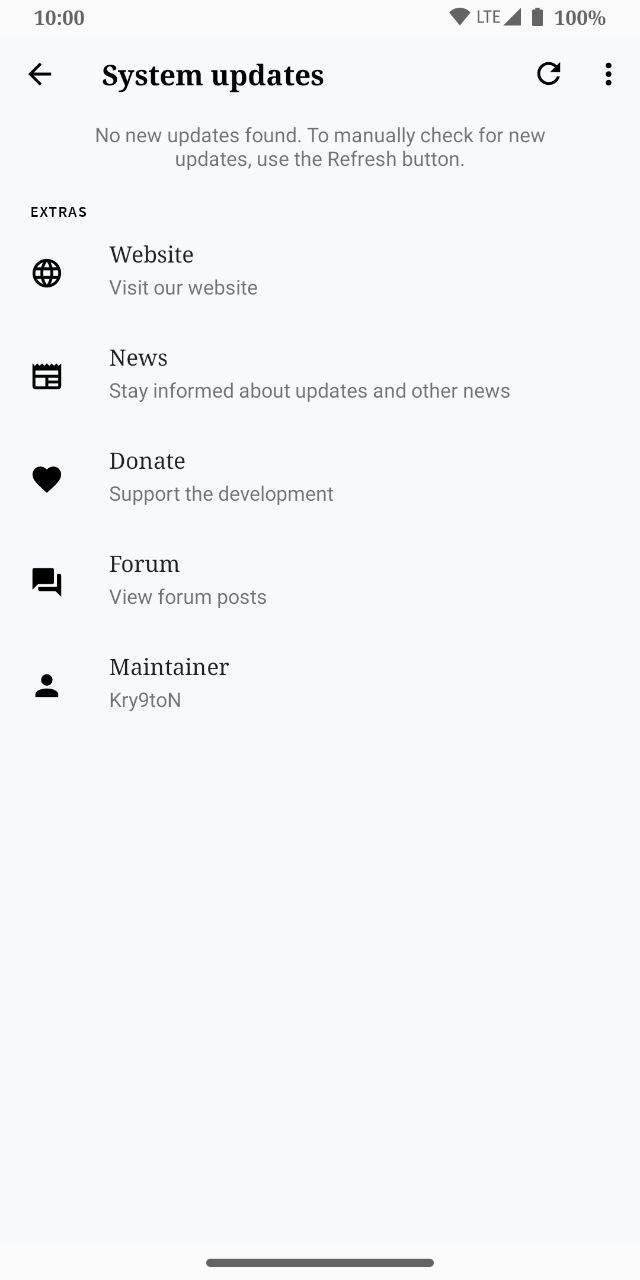 10:00
LTE 100%
System updates
No new updates found. To manually check for new
updates, use the Refresh button.
EXTRAS
Website
Visit our website
News
Stay informed about updates and other news
Donate
Support the development
Forum
View forum posts
Maintainer
Kry9toN